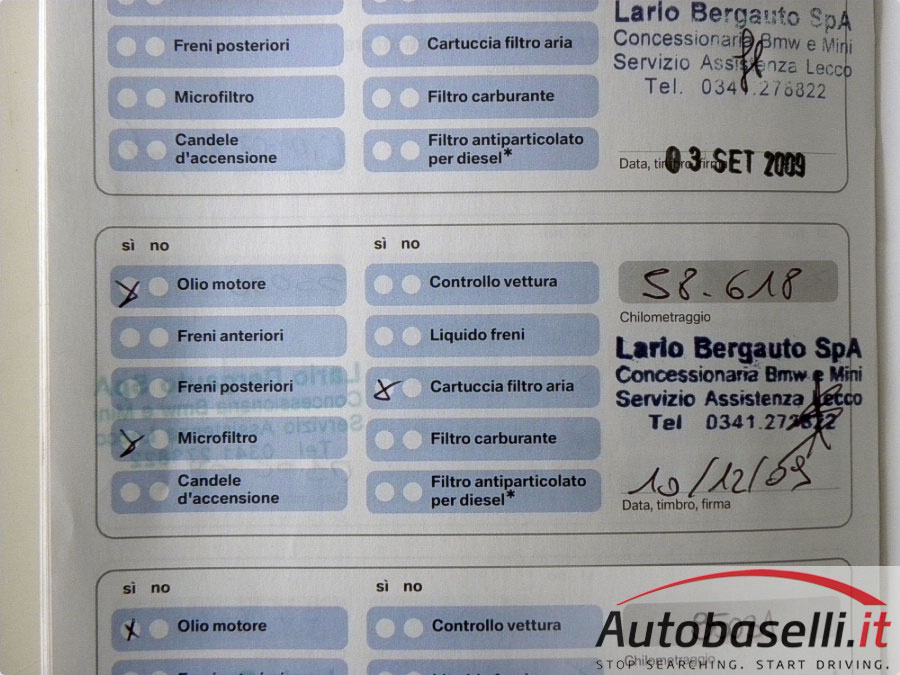 Freni posteriori
Cartuccia filtro aria
Lario Bergauto SpA
Concessionaria Bmw e Mini
Servizio Assistenza Lecco
Tel. 0341.276822
Microfiltro
Filtro carburante
Candele
d'accensione
Filtro antiparticolato
per diesel*
Data, timbro, firma
03 SET 2009
sì no
sì no
Olio motore
Controllo vettura
58.618
Chilometraggio
Freni anteriori
Liquido freni
Lario Bergauto SpA
Concessionaria Bmw e Mini
Servizio Assistenza Lecco
Tel 0341.273822
Freni posteriori
Cartuccia filtro aria
Microfiltro
Filtro carburante
Candele
d'accensione
Filtro antiparticolato
per diesel*
10/12/09
Data, timbro, firma
sì no
sì no
Olio motore
Controllo vettura
Chilometraggio
Autobaselli.it
STOP SEARCHING. START DRIVING.